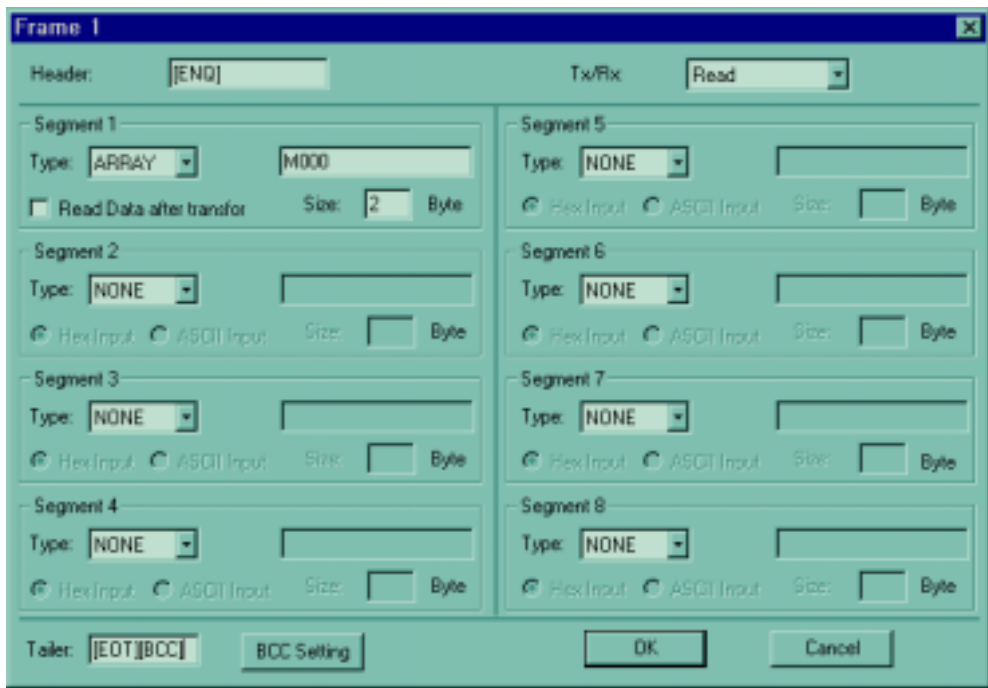 Frame 1
Header: [ENQ] Tx/Rx: Read
Segment 1
Type: ARRAY M000
Read Data after transfor Size: 2 Byte
Segment 2
Type: NONE
Hex Input ASCII Input Size: Byte
Segment 3
Type: NONE
Hex Input ASCII Input Size: Byte
Segment 4
Type: NONE
Hex Input ASCII Input Size: Byte
Segment 5
Type: NONE
Hex Input ASCII Input Size: Byte
Segment 6
Type: NONE
Hex Input ASCII Input Size: Byte
Segment 7
Type: NONE
Hex Input ASCII Input Size: Byte
Segment 8
Type: NONE
Hex Input ASCII Input Size: Byte
Tailer: [EOT][BCC] BCC Setting OK Cancel